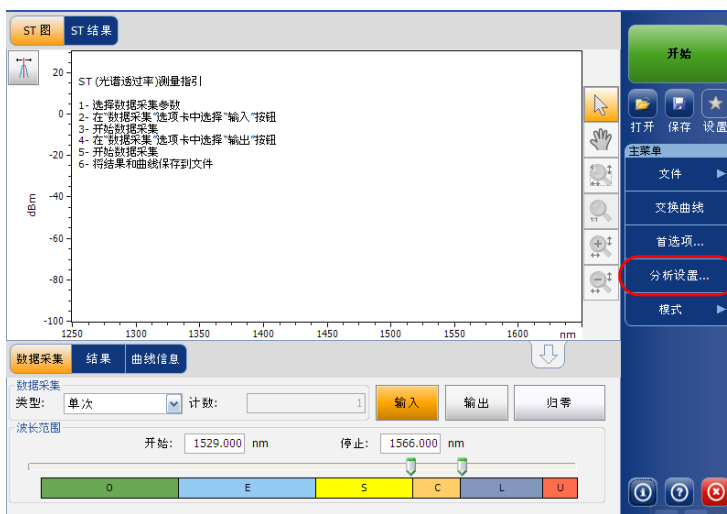 ST 图
ST 结果
ST (光谱透过率)测量指引
1- 选择数据采集参数
2- 在"数据采集"选项卡中选择"输入"按钮
3- 开始数据采集
4- 在"数据采集"选项卡中选择"输出"按钮
5- 开始数据采集
6- 将结果和曲线保存到文件
20
0
-20
-40
-60
-80
-100
dBm
1250
1300
1350
1400
1450
1500
1550
1600
nm
数据采集
结果
曲线信息
数据采集
类型: 单次
计数: 1
输入
输出
归零
波长范围
开始: 1529.000 nm
停止: 1566.000 nm
O
E
S
C
L
U
开始
打开
保存
设置
主菜单
文件
交换曲线
首选项...
分析设置...
模式